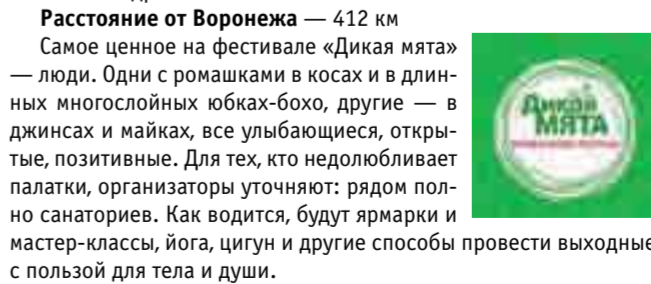 Расстояние от Воронежа — 412 км
Самое ценное на фестивале «Дикая мята»
— люди. Одни с ромашками в косах и в длин-
ных многослойных юбках-бохо, другие — в
джинсах и майках, все улыбающиеся, откры-
тые, позитивные. Для тех, кто недолюбливает
палатки, организаторы уточняют: рядом пол-
но санаториев. Как водится, будут ярмарки и
мастер-классы, йога, цигун и другие способы провести выходные
с пользой для тела и души.
Дикая
МЯТА